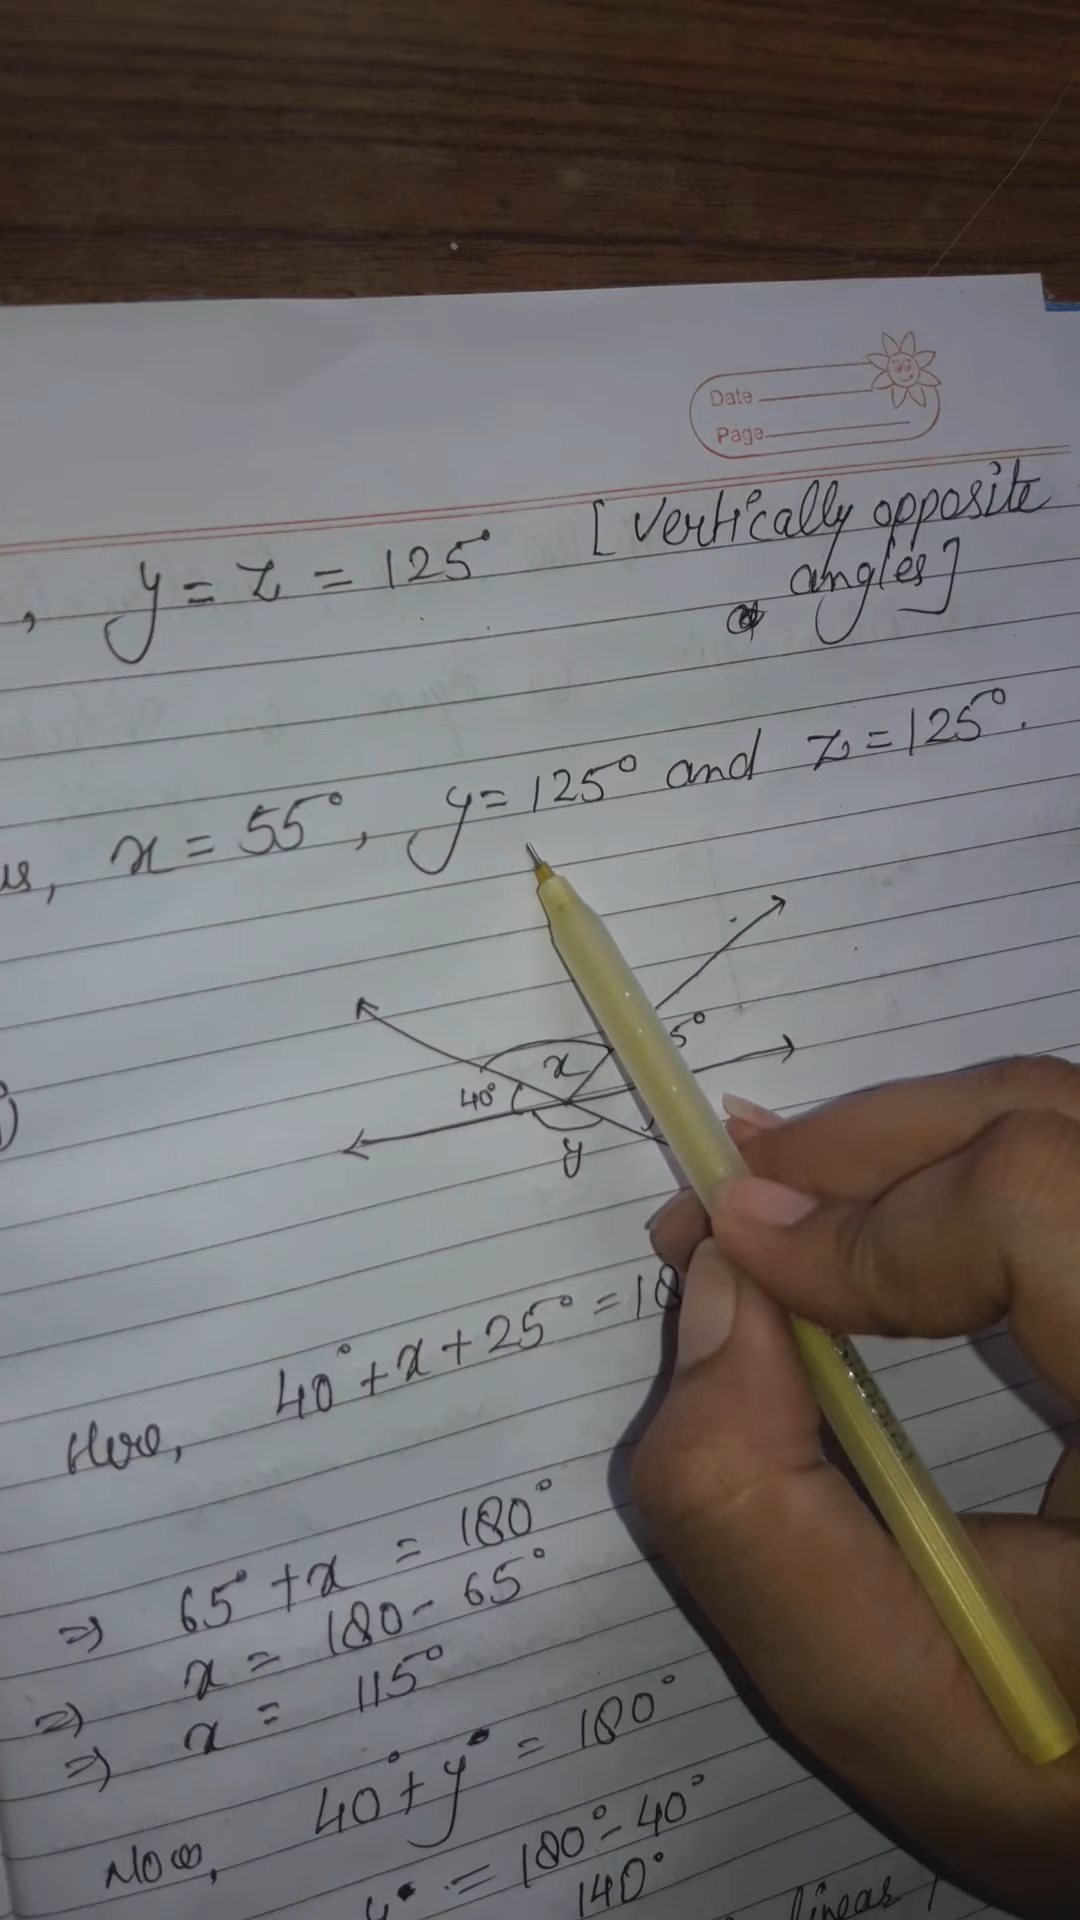 Date
Page
, y = z = 125° [vertically opposite
angles]
x = 55°, y = 125° and z = 125°.
5°
x
40°
y
Here, 40° + x + 25° = 18
⇒ 65° + x = 180°
⇒ x = 180 - 65°
⇒ x = 115°
Now, 40° + y = 180°
y = 180° - 40°
140°
linear